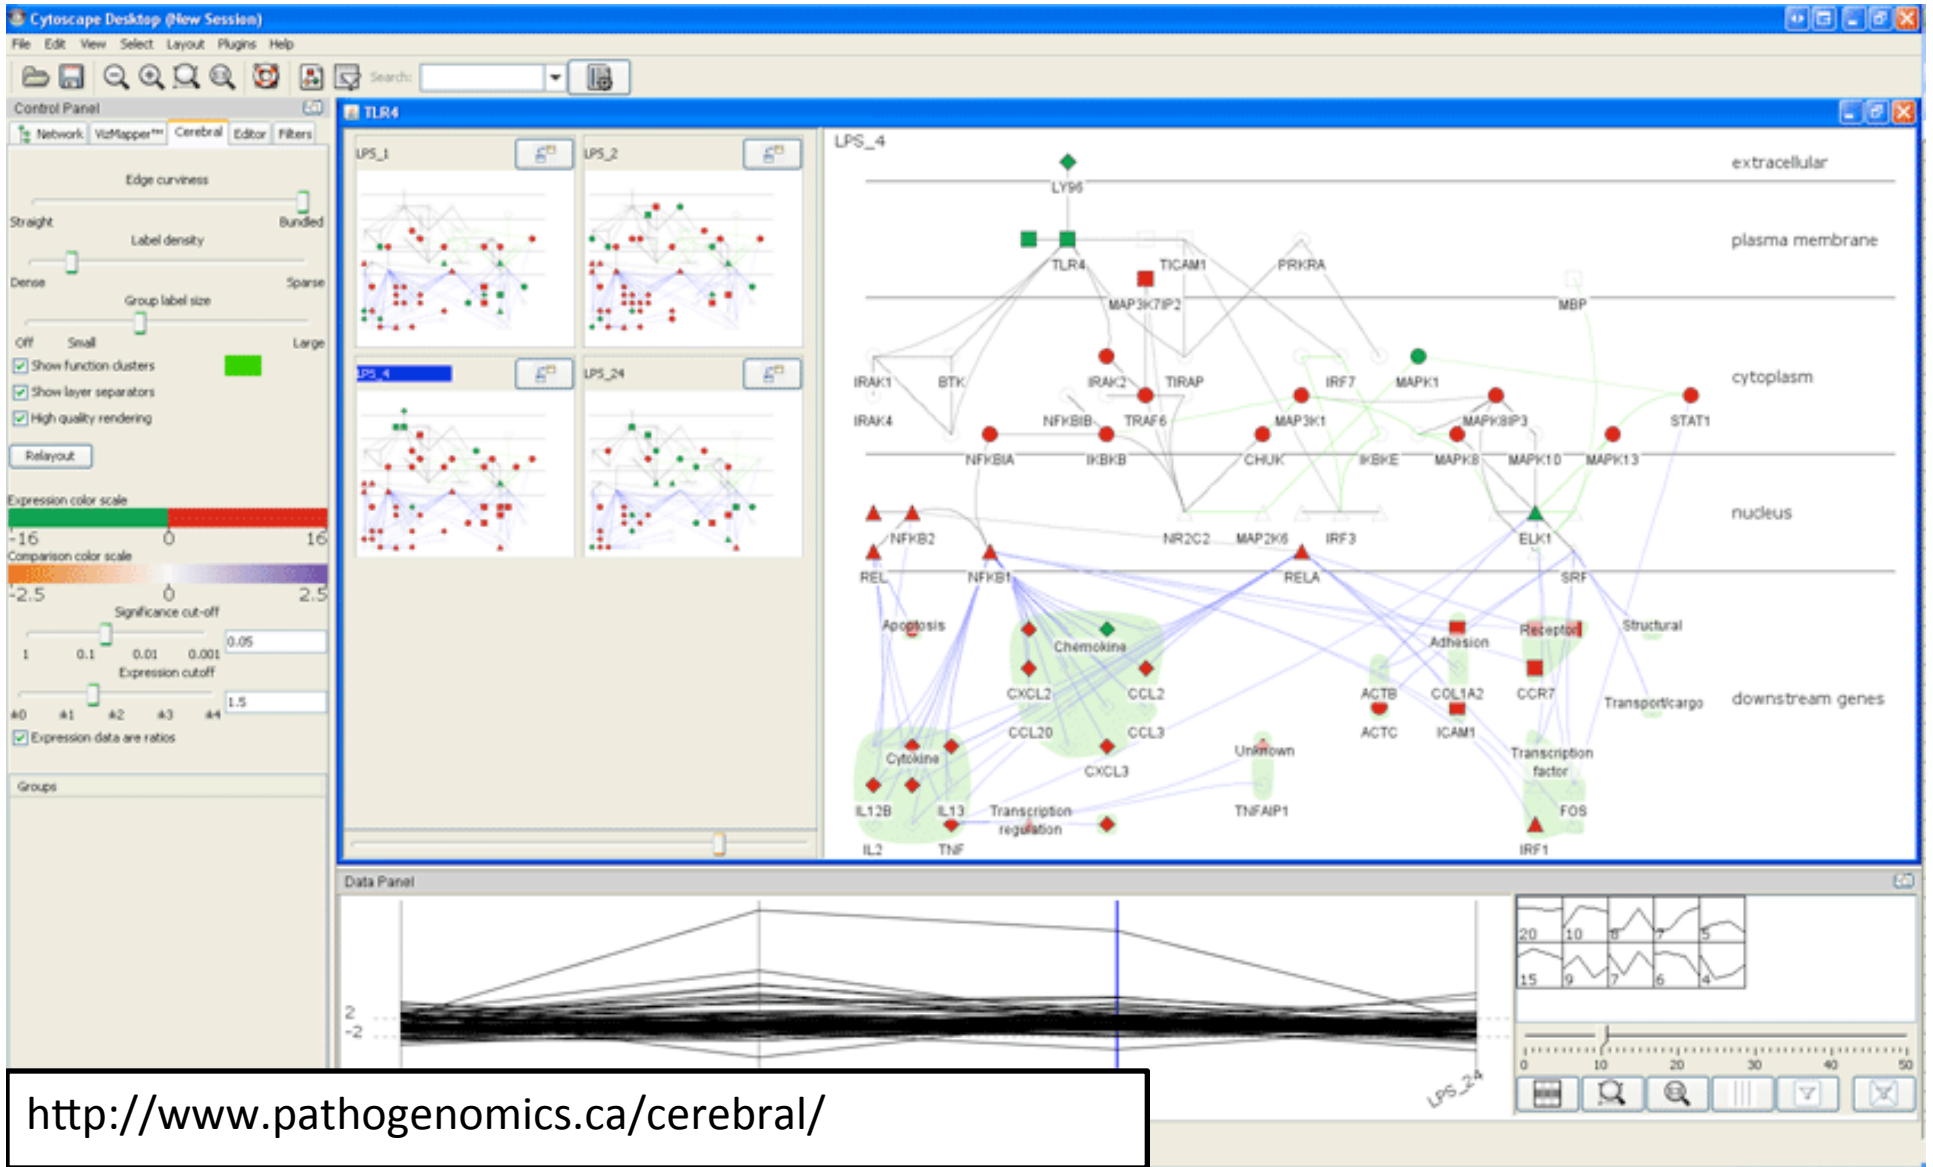 Cytoscape Desktop (New Session)
File Edit View Select Layout Plugins Help
Search:
Control Panel
Network VizMapper™ Cerebral Editor Filters
Edge curviness
Straight Bundled
Label density
Dense Sparse
Group label size
Off Small Large
Show function clusters
Show layer separators
High quality rendering
Relayout
Expression color scale
-16 0 16
Comparison color scale
-2.5 0 2.5
Significance cut-off
1 0.1 0.01 0.001 0.05
Expression cutoff
±0 ±1 ±2 ±3 ±4 1.5
Expression data are ratios
Groups
TLR4
LPS_1 LPS_2
LPS_4 LPS_24
LPS_4
extracellular
LY96
plasma membrane
TLR4 TICAM1 PRKRA
MAP3K7IP2 MBP
IRAK1 BTK IRAK2 TIRAP IRF7 MAPK1 cytoplasm
IRAK4 NFKBIB TRAF6 MAP3K1 MAPK8IP3 STAT1
NFKBIA IKBKB CHUK IKBKE MAPK8 MAPK10 MAPK13
nucleus
NFKB2 NR2C2 MAP2K6 IRF3 ELK1
REL NFKB1 RELA SRF
Apoptosis Chemokine Adhesion Receptor Structural
CXCL2 CCL2 ACTB COL1A2 CCR7 Transport/cargo downstream genes
CCL20 CCL3 ACTC ICAM1
Cytokine CXCL3 Unknown Transcription
factor
IL12B IL13 Transcription
regulation TNFAIP1 FOS
IL2 TNF IRF1
Data Panel
2
-2
LPS_24
20 10 8 7 5
15 9 7 6 4
0 10 20 30 40 50
http://www.pathogenomics.ca/cerebral/